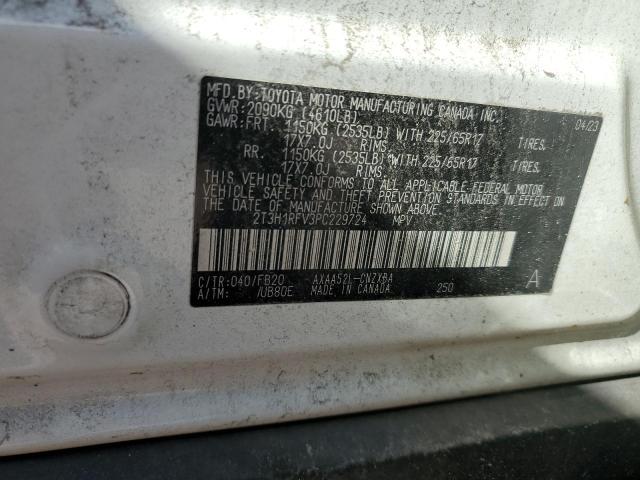 MFD. BY: TOYOTA MOTOR MANUFACTURING CANADA INC.
GVWR: 2090KG (4610LB) 04/23
GAWR: FRT. 1150KG (2535LB) WITH 225/65R17 TIRES,
17X7.0J RIMS,
RR. 1150KG (2535LB) WITH 225/65R17 TIRES,
17X7.0J RIMS,
THIS VEHICLE CONFORMS TO ALL APPLICABLE FEDERAL MOTOR
VEHICLE SAFETY AND THEFT PREVENTION STANDARDS IN EFFECT ON
THE DATE OF MANUFACTURE SHOWN ABOVE.
2T3H1RFV3PC229724 MPV
C/TR: 040/FB20 AXAA52L-CNZXBA A
A/TM: /UB80E MADE IN CANADA 250